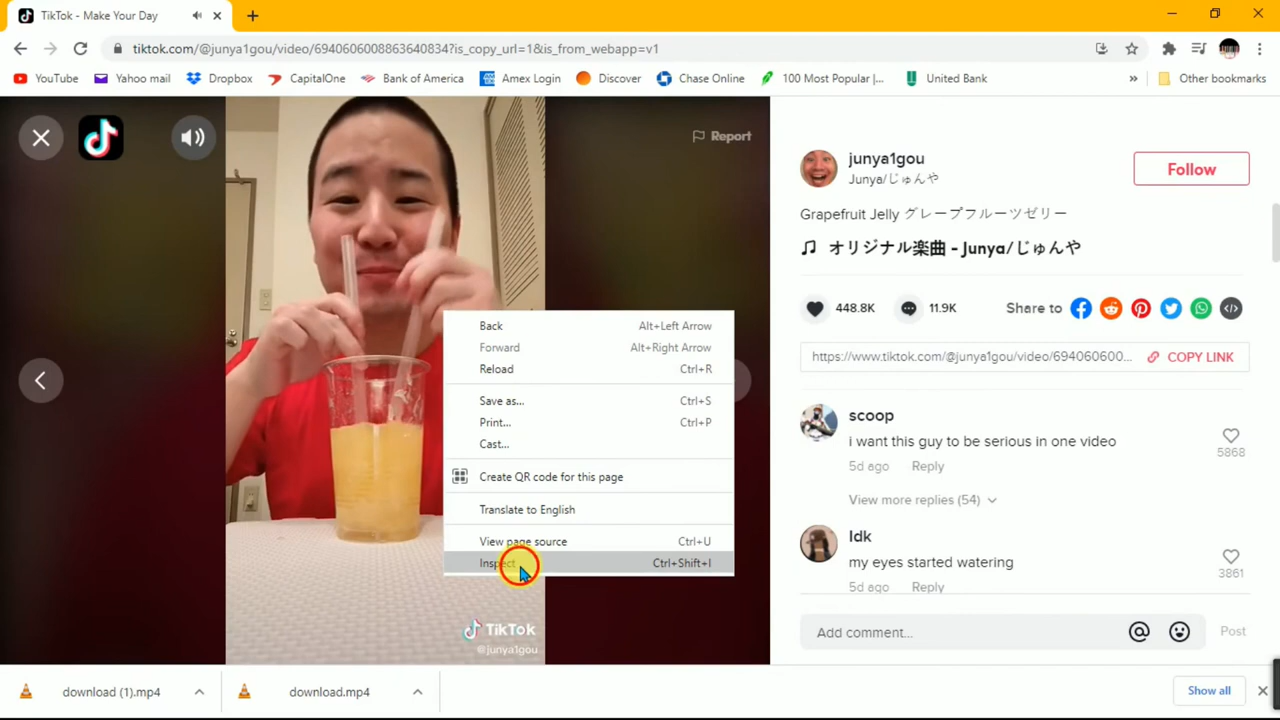 TikTok - Make Your Day
tiktok.com/@junya1gou/video/6940606008863640834?is_copy_url=1&is_from_webapp=v1
YouTube
Yahoo mail
Dropbox
CapitalOne
Bank of America
Amex Login
Discover
Chase Online
100 Most Popular |...
United Bank
»
Other bookmarks
Report
junya1gou
Junya/じゅんや
Follow
Grapefruit Jelly グレープフルーツゼリー
オリジナル楽曲 - Junya/じゅんや
448.8K
11.9K
Share to
https://www.tiktok.com/@junya1gou/video/694060600...
COPY LINK
scoop
i want this guy to be serious in one video
5d ago Reply
5868
View more replies (54)
Idk
my eyes started watering
5d ago Reply
3861
Add comment...
Post
Back Alt+Left Arrow
Forward Alt+Right Arrow
Reload Ctrl+R
Save as... Ctrl+S
Print... Ctrl+P
Cast...
Create QR code for this page
Translate to English
View page source Ctrl+U
Inspect Ctrl+Shift+I
TikTok
@junya1gou
download (1).mp4
download.mp4
Show all